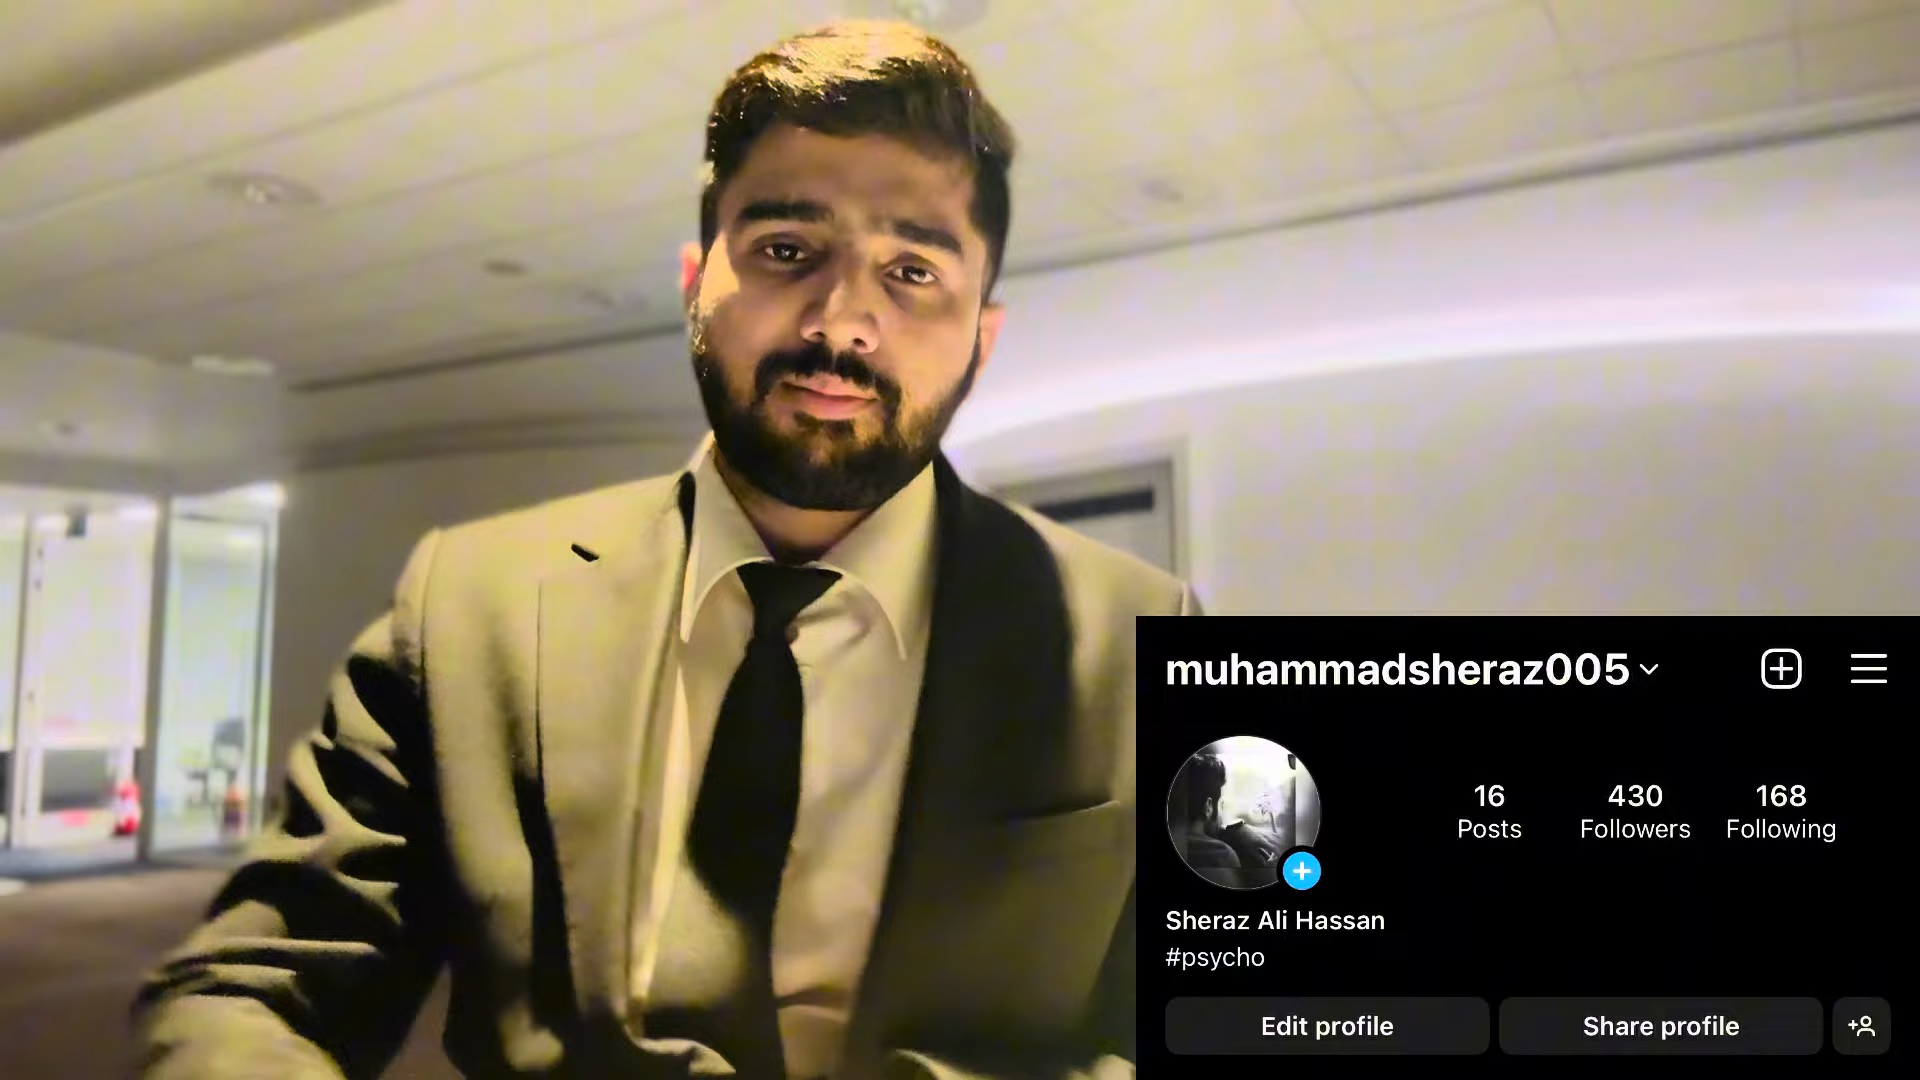 muhammadsheraz005
16 430 168
Posts Followers Following
Sheraz Ali Hassan
#psycho
Edit profile Share profile